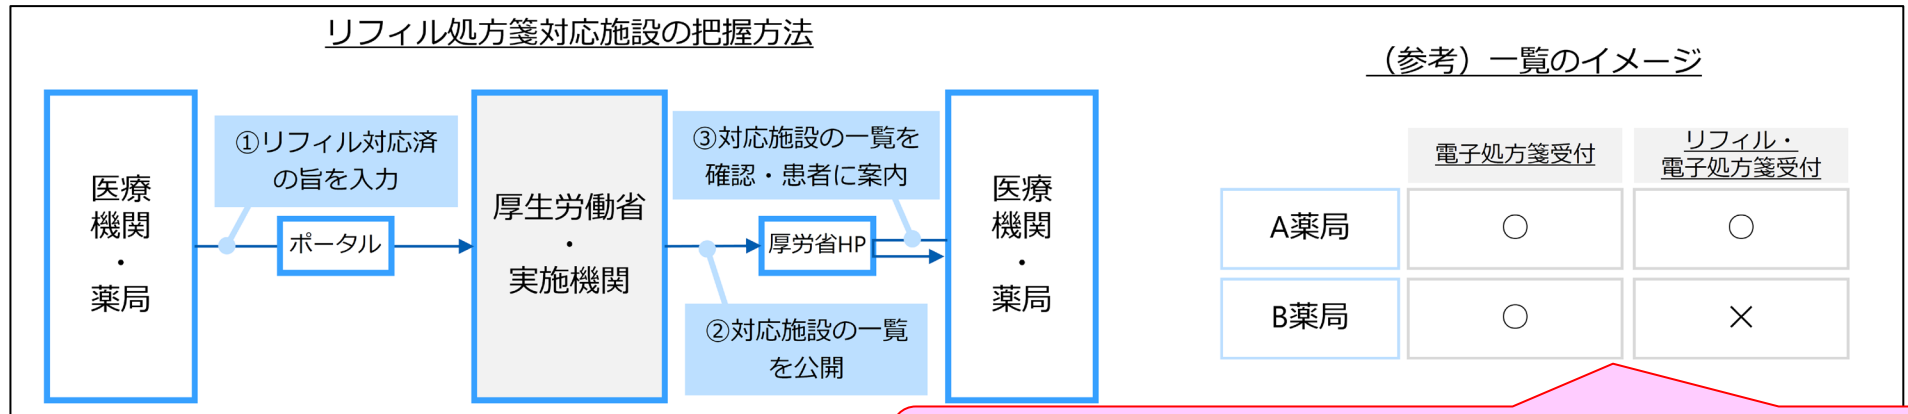 リフィル処方箋対応施設の把握方法
医療
機関
・
薬局
①リフィル対応済
の旨を入力
ポータル
厚生労働省
・
実施機関
③対応施設の一覧を
確認・患者に案内
厚労省HP
②対応施設の一覧
を公開
医療
機関
・
薬局
（参考）一覧のイメージ
電子処方箋受付
リフィル・
電子処方箋受付
A薬局
○
○
B薬局
○
×